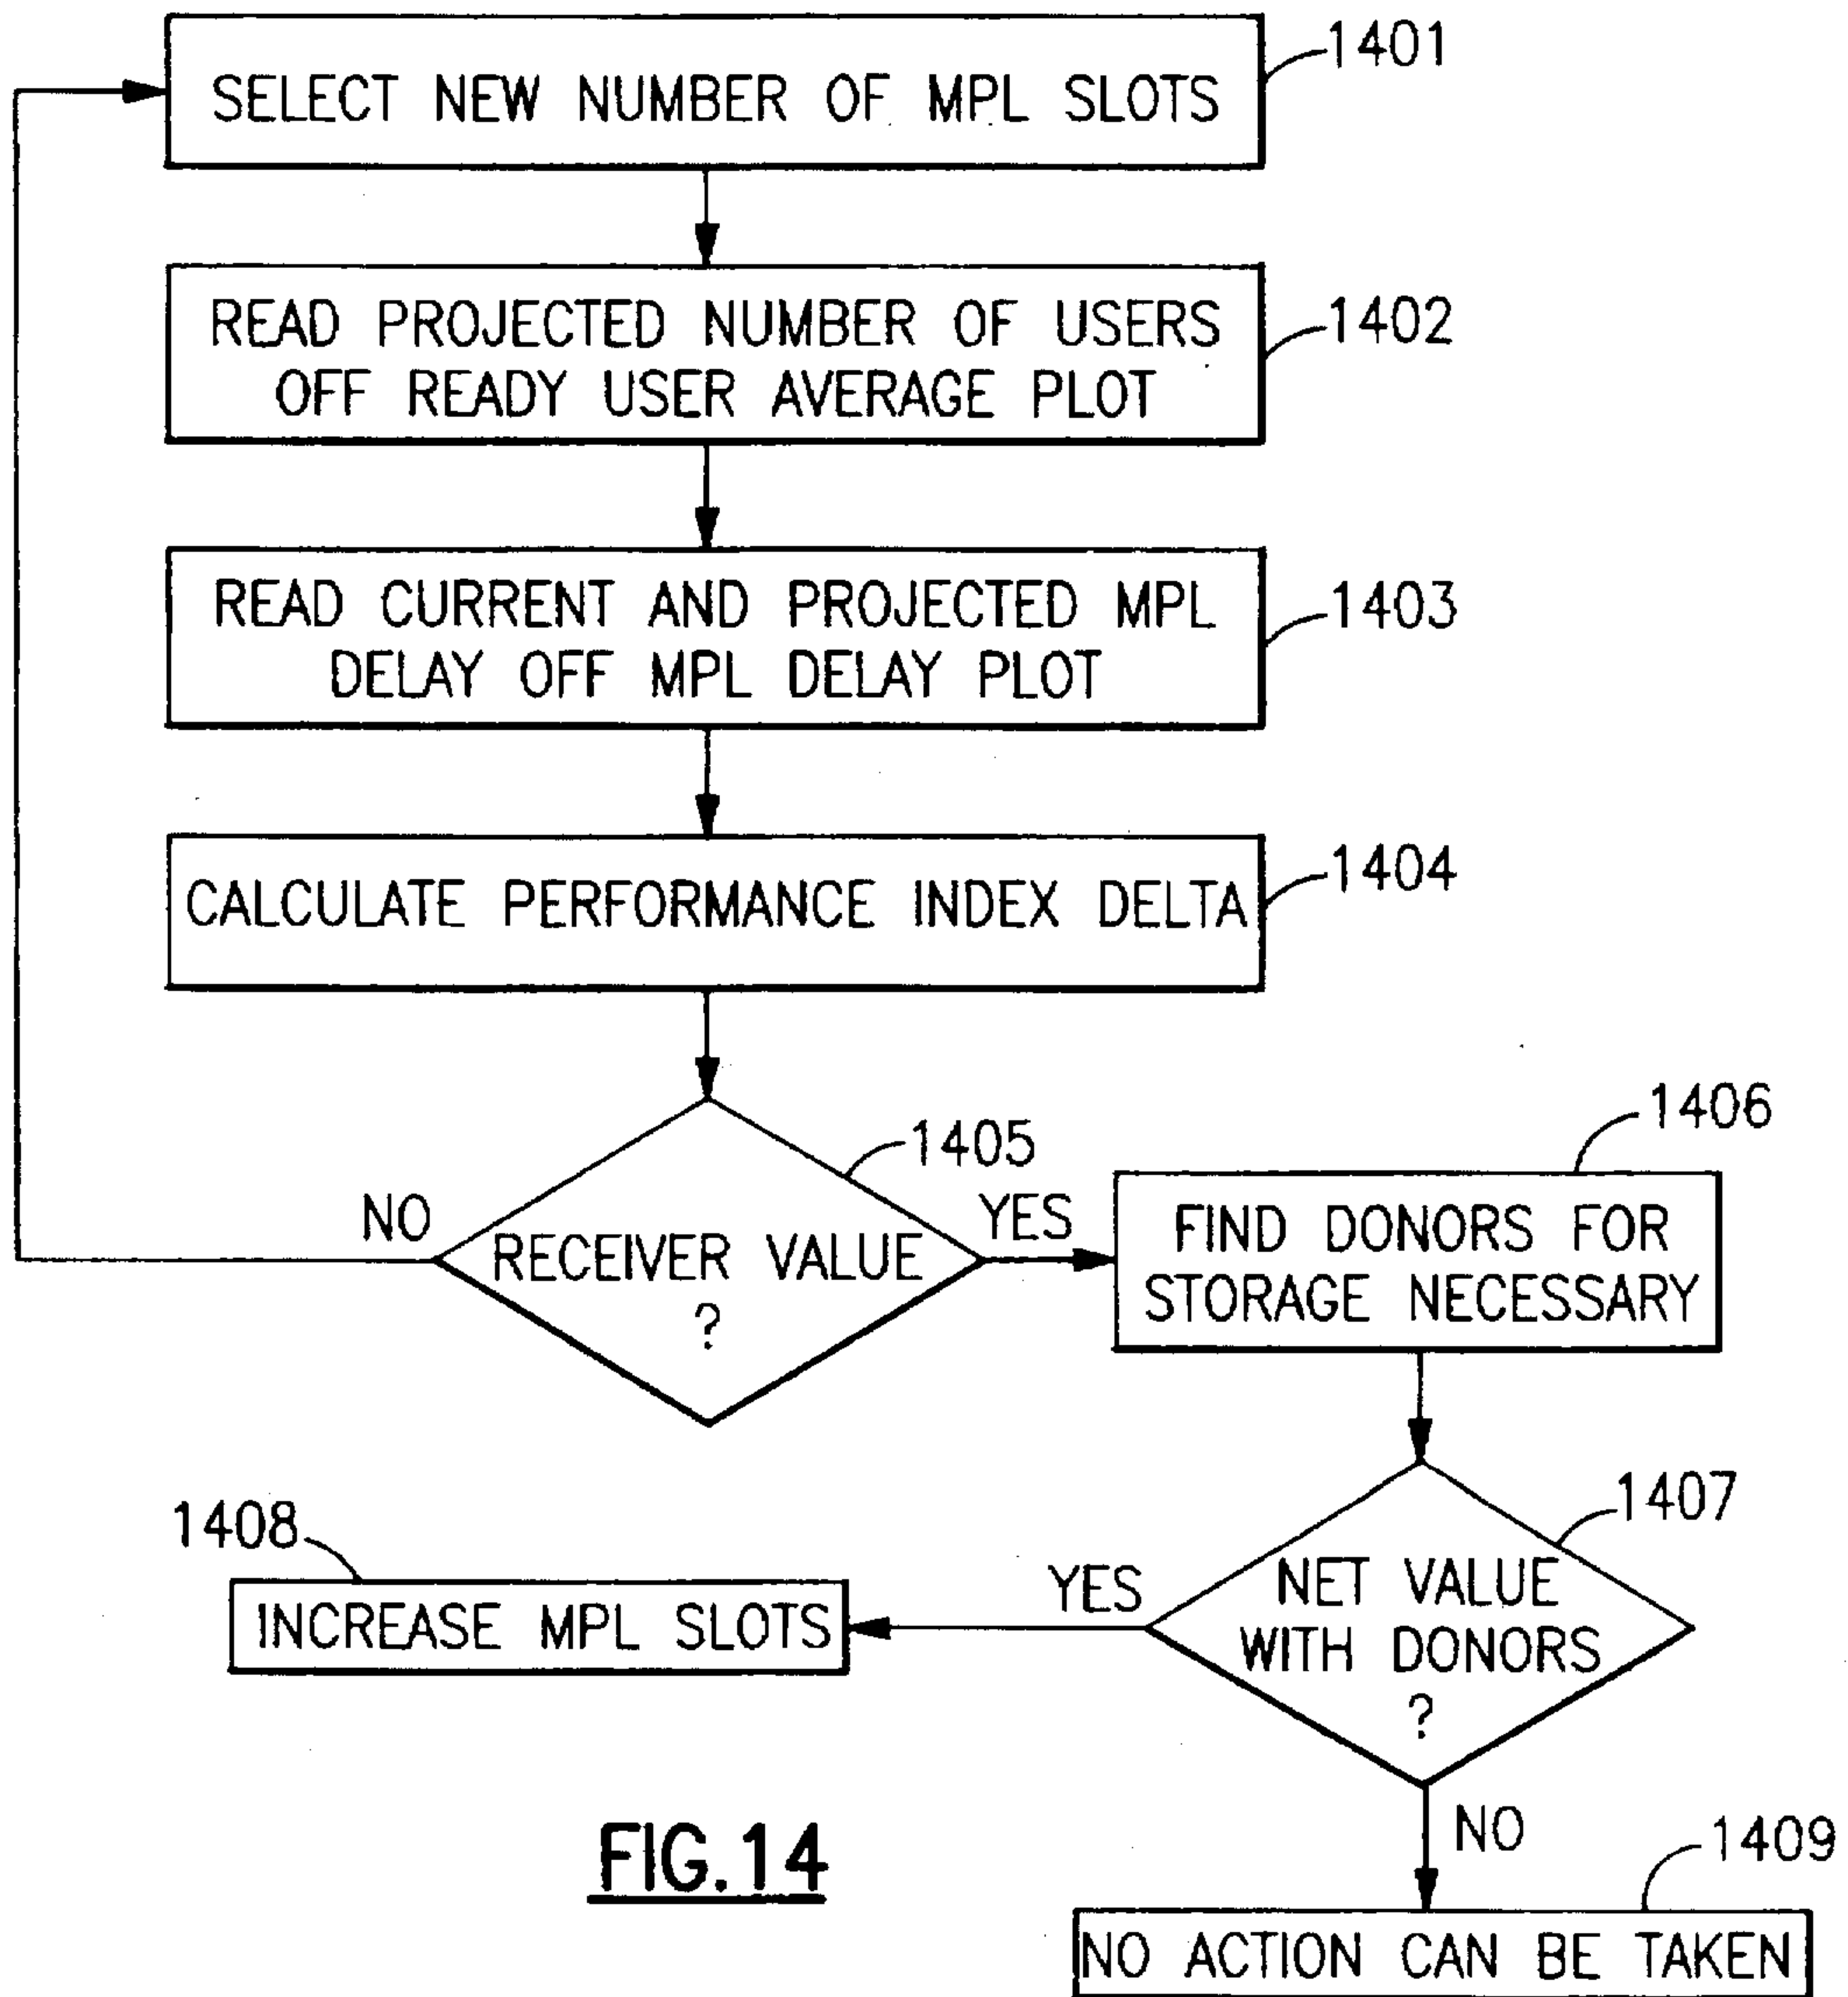 1401
SELECT NEW NUMBER OF MPL SLOTS
READ PROJECTED NUMBER OF USERS
OFF READY USER AVERAGE PLOT
1402
READ CURRENT AND PROJECTED MPL
DELAY OFF MPL DELAY PLOT
1403
CALCULATE PERFORMANCE INDEX DELTA
1404
1405
NO
YES
RECEIVER VALUE
?
1406
FIND DONORS FOR
STORAGE NECESSARY
1407
NET VALUE
WITH DONORS
?
YES
1408
INCREASE MPL SLOTS
NO
1409
NO ACTION CAN BE TAKEN
FIG.14